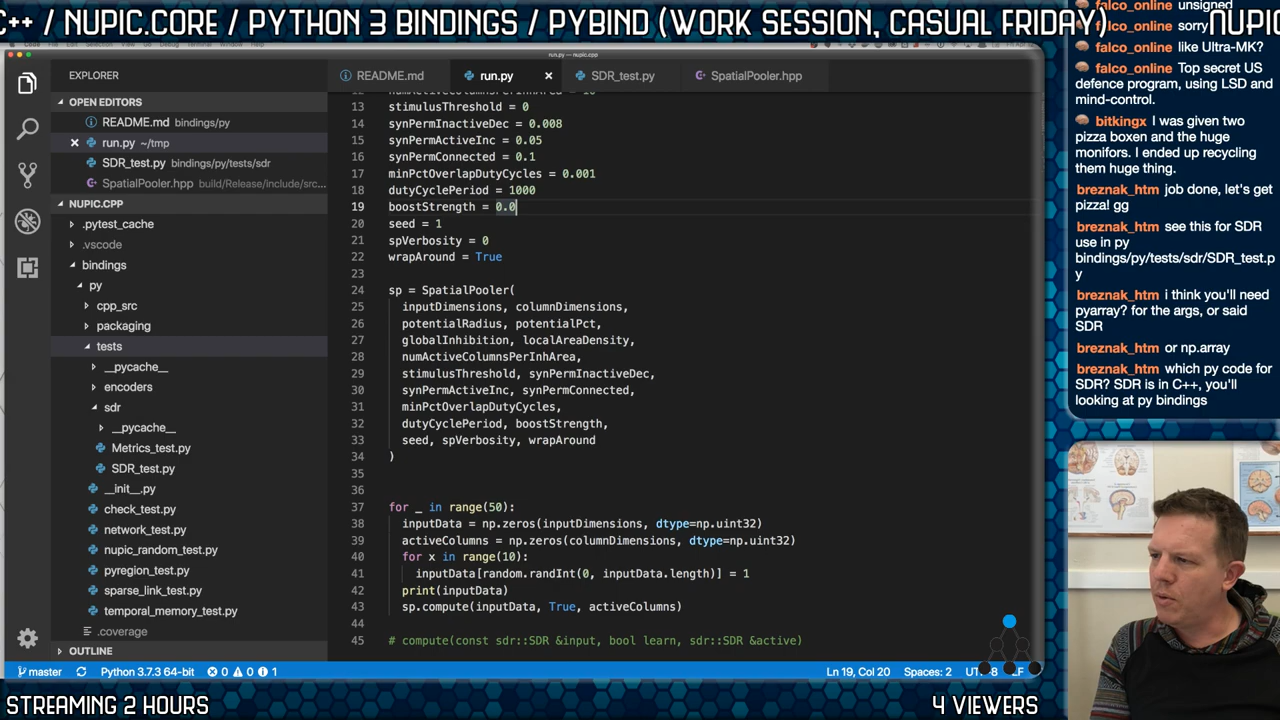 C++ / NUPIC.CORE / PYTHON 3 BINDINGS / PYBIND (WORK SESSION, CASUAL FRIDAY)
NUPIC
run.py — nupic.cpp
EXPLORER
OPEN EDITORS
README.md bindings/py
run.py ~/tmp
SDR_test.py bindings/py/tests/sdr
SpatialPooler.hpp build/Release/include/src...
NUPIC.CPP
.pytest_cache
.vscode
bindings
py
cpp_src
packaging
tests
__pycache__
encoders
sdr
__pycache__
Metrics_test.py
SDR_test.py
__init__.py
check_test.py
network_test.py
nupic_random_test.py
pyregion_test.py
sparse_link_test.py
temporal_memory_test.py
.coverage
OUTLINE
README.md
run.py
SDR_test.py
SpatialPooler.hpp
13 stimulusThreshold = 0
14 synPermInactiveDec = 0.008
15 synPermActiveInc = 0.05
16 synPermConnected = 0.1
17 minPctOverlapDutyCycles = 0.001
18 dutyCyclePeriod = 1000
19 boostStrength = 0.0
20 seed = 1
21 spVerbosity = 0
22 wrapAround = True
23
24 sp = SpatialPooler(
25 inputDimensions, columnDimensions,
26 potentialRadius, potentialPct,
27 globalInhibition, localAreaDensity,
28 numActiveColumnsPerInhArea,
29 stimulusThreshold, synPermInactiveDec,
30 synPermActiveInc, synPermConnected,
31 minPctOverlapDutyCycles,
32 dutyCyclePeriod, boostStrength,
33 seed, spVerbosity, wrapAround
34 )
35
36
37 for _ in range(50):
38 inputData = np.zeros(inputDimensions, dtype=np.uint32)
39 activeColumns = np.zeros(columnDimensions, dtype=np.uint32)
40 for x in range(10):
41 inputData[random.randInt(0, inputData.length)] = 1
42 print(inputData)
43 sp.compute(inputData, True, activeColumns)
44
45 # compute(const sdr::SDR &input, bool learn, sdr::SDR &active)
master
Python 3.7.3 64-bit
0 0 1
Ln 19, Col 20
Spaces: 2
falco_online unsigned
falco_online sorry
falco_online like Ultra-MK?
falco_online Top secret US
defence program, using LSD and
mind-control.
bitkingx I was given two
pizza boxen and the huge
monifors. I ended up recycling
them huge thing.
breznak_htm job done, let's get
pizza! gg
breznak_htm see this for SDR
use in py
bindings/py/tests/sdr/SDR_test.p
y
breznak_htm i think you'll need
pyarray? for the args, or said
SDR
breznak_htm or np.array
breznak_htm which py code for
SDR? SDR is in C++, you'll
looking at py bindings
STREAMING 2 HOURS
4 VIEWERS